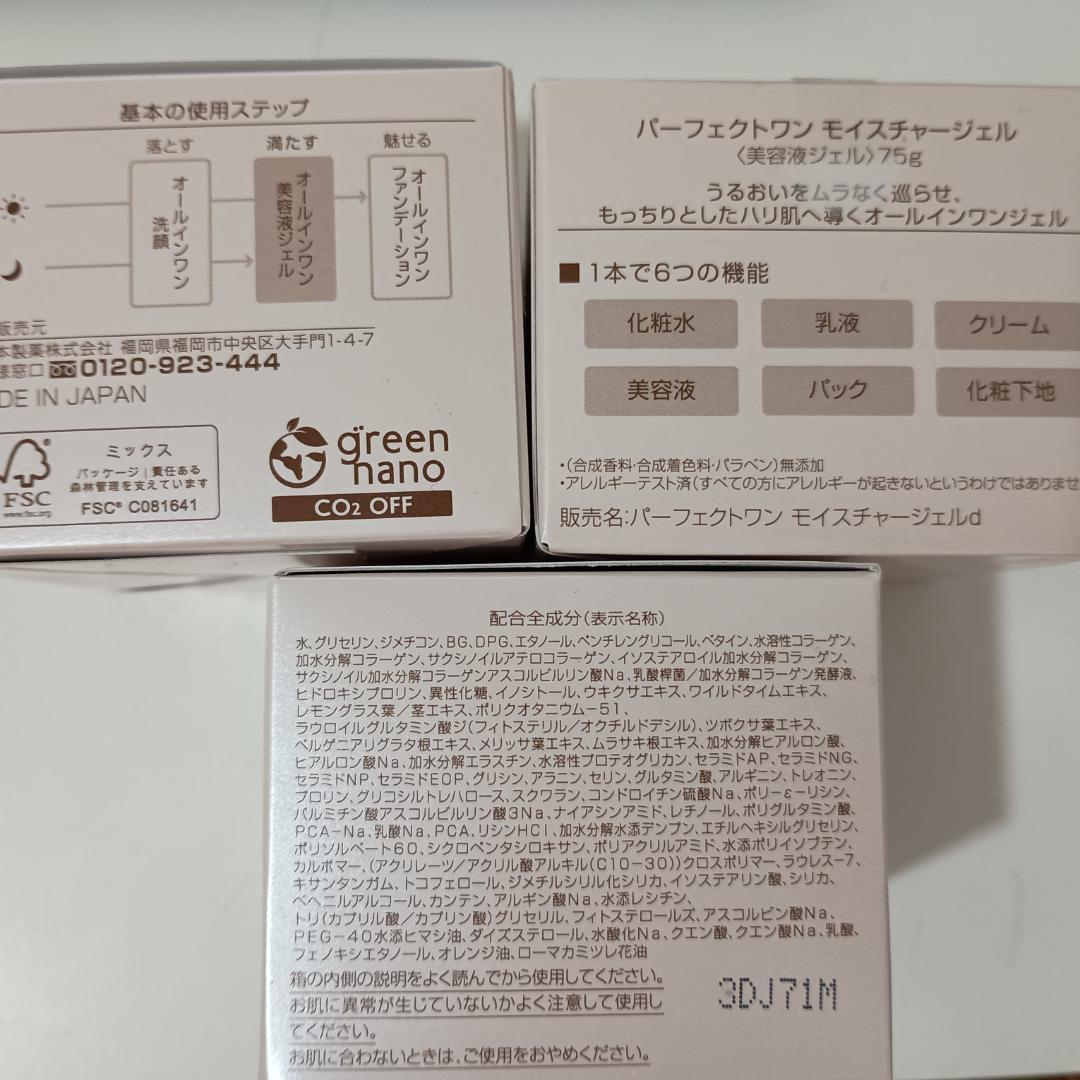 基本の使用ステップ
落とす
満たす
魅せる
オールインワン
洗顔
オールインワン
美容液ジェル
オールインワン
ファンデーション
販売元
本製薬株式会社 福岡県福岡市中央区大手門1-4-7
様窓口 0120-923-444
DE IN JAPAN
FSC
www.fsc.org
ミックス
パッケージ|責任ある
森林管理を支えています
FSC® C081641
green
nano
CO2 OFF
パーフェクトワン モイスチャージェル
〈美容液ジェル〉75g
うるおいをムラなく巡らせ、
もっちりとしたハリ肌へ導くオールインワンジェル
■ 1本で6つの機能
化粧水 乳液 クリーム
美容液 パック 化粧下地
・(合成香料・合成着色料・パラベン)無添加
・アレルギーテスト済(すべての方にアレルギーが起きないというわけではありませ
販売名:パーフェクトワン モイスチャージェルd
配合全成分(表示名称)
水、グリセリン、ジメチコン、BG、DPG、エタノール、ペンチレングリコール、ベタイン、水溶性コラーゲン、
加水分解コラーゲン、サクシノイルアテロコラーゲン、イソステアロイル加水分解コラーゲン、
サクシノイル加水分解コラーゲンアスコルビルリン酸Na、乳酸桿菌/加水分解コラーゲン発酵液、
ヒドロキシプロリン、異性化糖、イノシトール、ウキクサエキス、ワイルドタイムエキス、
レモングラス葉/茎エキス、ポリクオタニウム-51、
ラウロイルグルタミン酸ジ(フィトステリル/オクチルドデシル)、ツボクサ葉エキス、
ベルゲニアリグラタ根エキス、メリッサ葉エキス、ムラサキ根エキス、加水分解ヒアルロン酸、
ヒアルロン酸Na、加水分解エラスチン、水溶性プロテオグリカン、セラミドAP、セラミドNG、
セラミドNP、セラミドEOP、グリシン、アラニン、セリン、グルタミン酸、アルギニン、トレオニン、
プロリン、グリコシルトレハロース、スクワラン、コンドロイチン硫酸Na、ポリ-ε-リシン、
パルミチン酸アスコルビルリン酸3Na、ナイアシンアミド、レチノール、ポリグルタミン酸、
PCA-Na、乳酸Na、PCA、リシンHCl、加水分解水添デンプン、エチルヘキシルグリセリン、
ポリソルベート60、シクロペンタシロキサン、ポリアクリルアミド、水添ポリイソブテン、
カルボマー、(アクリレーツ/アクリル酸アルキル(C10-30))クロスポリマー、ラウレス-7、
キサンタンガム、トコフェロール、ジメチルシリル化シリカ、イソステアリン酸、シリカ、
ベヘニルアルコール、カンテン、アルギン酸Na、水添レシチン、
トリ(カプリル酸/カプリン酸)グリセリル、フィトステロールズ、アスコルビン酸Na、
PEG-40水添ヒマシ油、ダイズステロール、水酸化Na、クエン酸、クエン酸Na、乳酸、
フェノキシエタノール、オレンジ油、ローマカミツレ花油
箱の内側の説明をよく読んでから使用してください。
お肌に異常が生じていないかよく注意して使用し
てください。
お肌に合わないときは、ご使用をおやめください。
3DJ71M